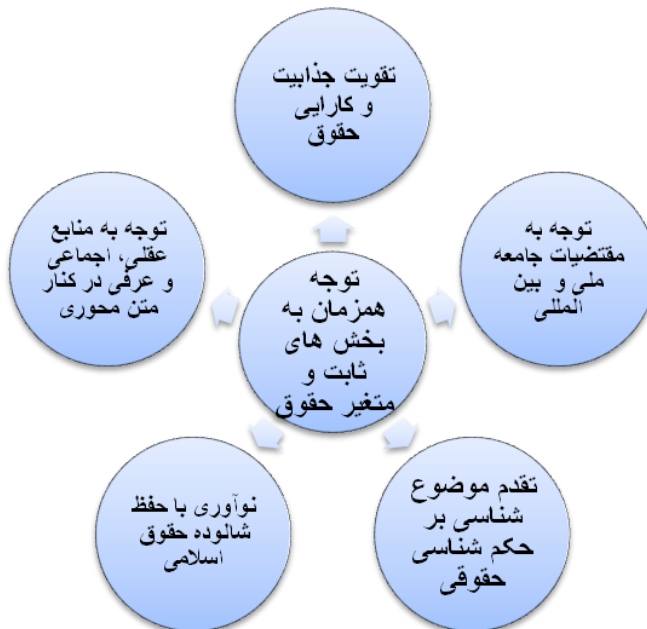 تقویت جذابیت
و کارایی
حقوق
توجه به
مقتضیات جامعه
ملی و بین
المللی
توجه به منابع
عقلی، اجماعی
و عرفی در کنار
متن محوری
توجه
همزمان به
بخش های
ثابت و
متغیر حقوق
تقدم موضوع
شناسی بر
حکم شناسی
حقوقی
نوآوری با حفظ
شالوده حقوق
اسلامی